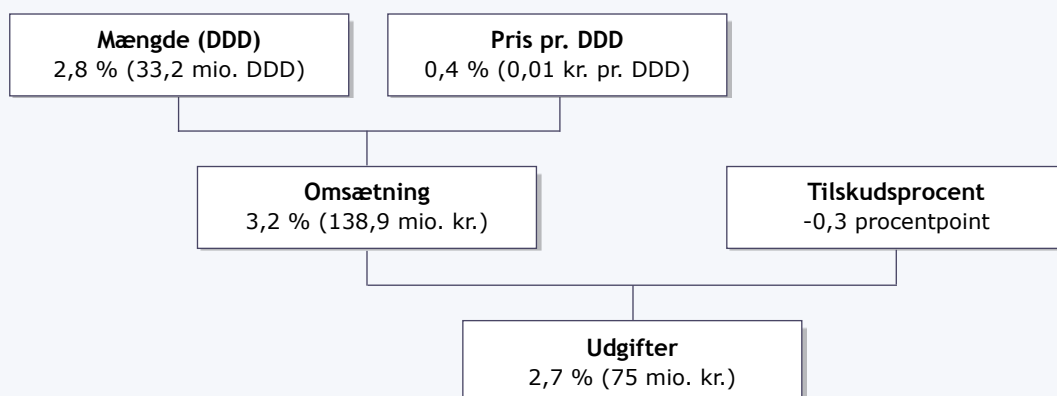 Mængde (DDD)
2,8 % (33,2 mio. DDD)
Pris pr. DDD
0,4 % (0,01 kr. pr. DDD)
Omsætning
3,2 % (138,9 mio. kr.)
Tilskudsprocent
-0,3 procentpoint
Udgifter
2,7 % (75 mio. kr.)